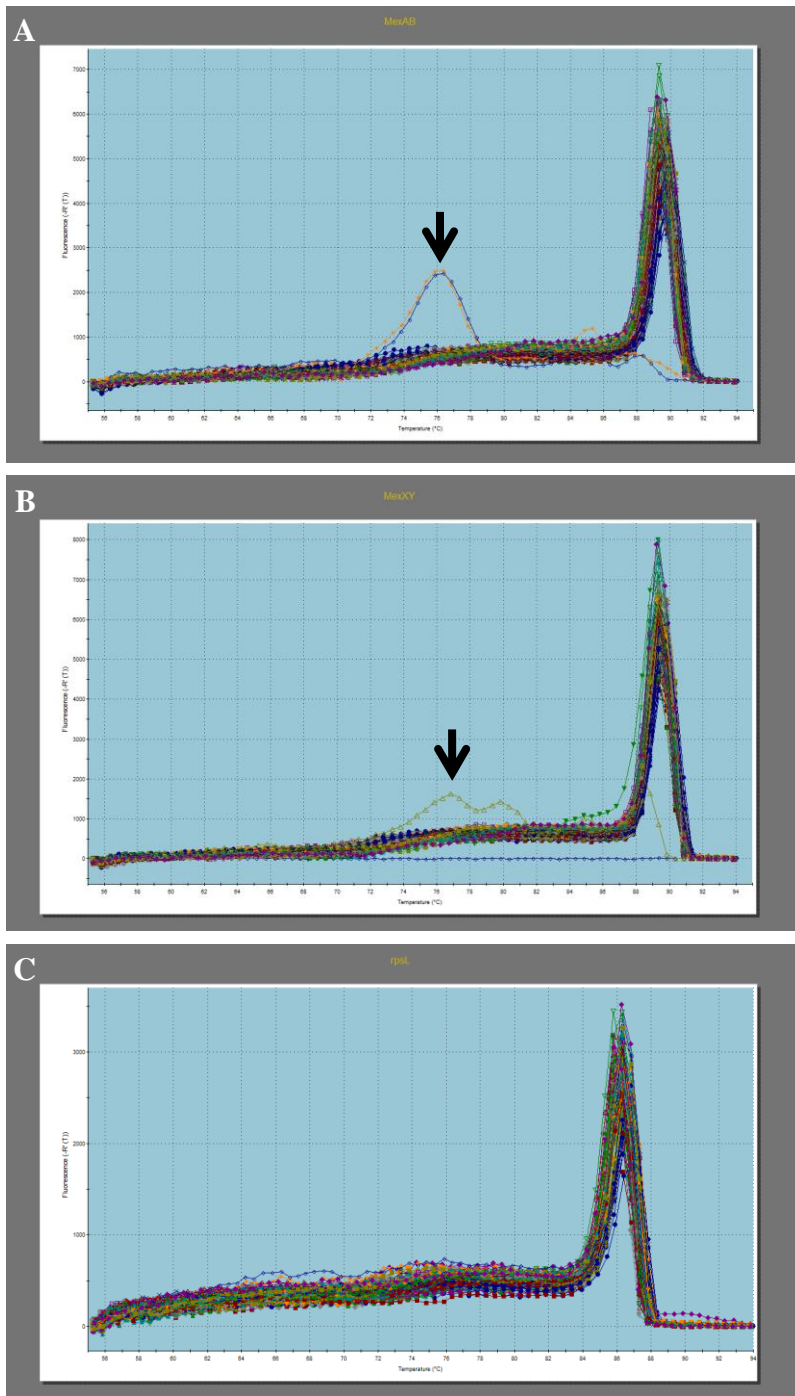 A
MexAB
7000
6000
5000
4000
3000
2000
1000
0
Fluorescence (-R' (T))
56 58 60 62 64 66 68 70 72 74 76 78 80 82 84 86 88 90 92 94
Temperature (°C)
B
MexXY
8000
7000
6000
5000
4000
3000
2000
1000
0
Fluorescence (-R' (T))
56 58 60 62 64 66 68 70 72 74 76 78 80 82 84 86 88 90 92 94
Temperature (°C)
C
rpsL
3000
2000
1000
0
Fluorescence (-R' (T))
56 58 60 62 64 66 68 70 72 74 76 78 80 82 84 86 88 90 92 94
Temperature (°C)